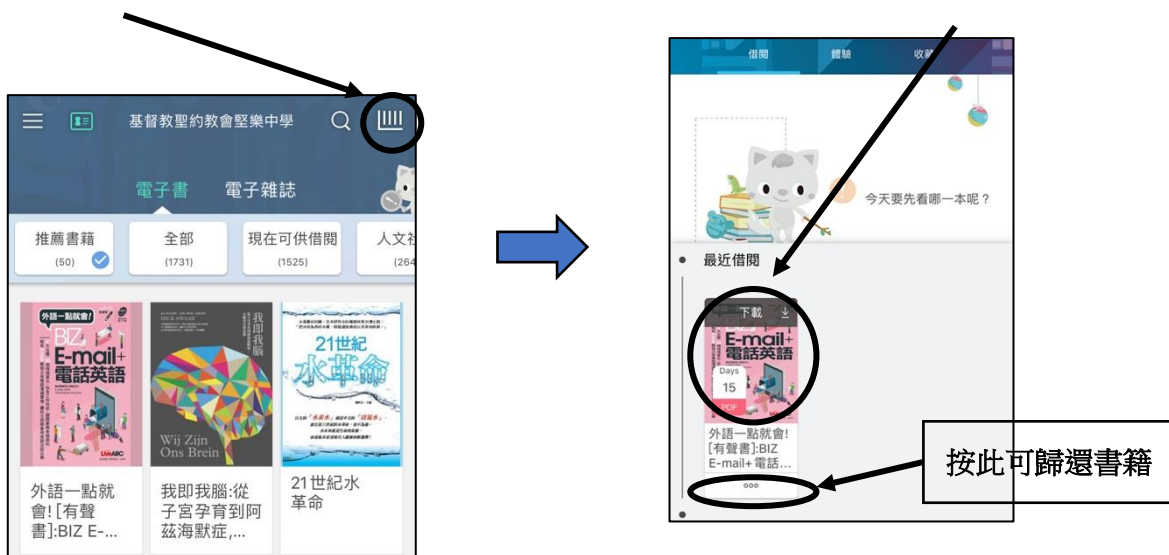 基督教聖約教會堅樂中學
電子書 電子雜誌
推薦書籍
(50)
全部
(1731)
現在可供借閱
(1525)
人文社
(264
外語一點就會!
BIZ
E-mail+
電話英語
LiveABC
DICK SWAAB
我即我腦
Wij Zijn
Ons Brein
21世紀
水革命
外語一點就
會! [有聲
書]:BIZ E-...
我即我腦:從
子宮孕育到阿
茲海默症,...
21世紀水
革命
借閱 體驗 收藏
今天要先看哪一本呢？
最近借閱
下載
E-mail+
電話英語
Days
15
PDF
外語一點就會!
[有聲書]:BIZ
E-mail+ 電話...
按此可歸還書籍